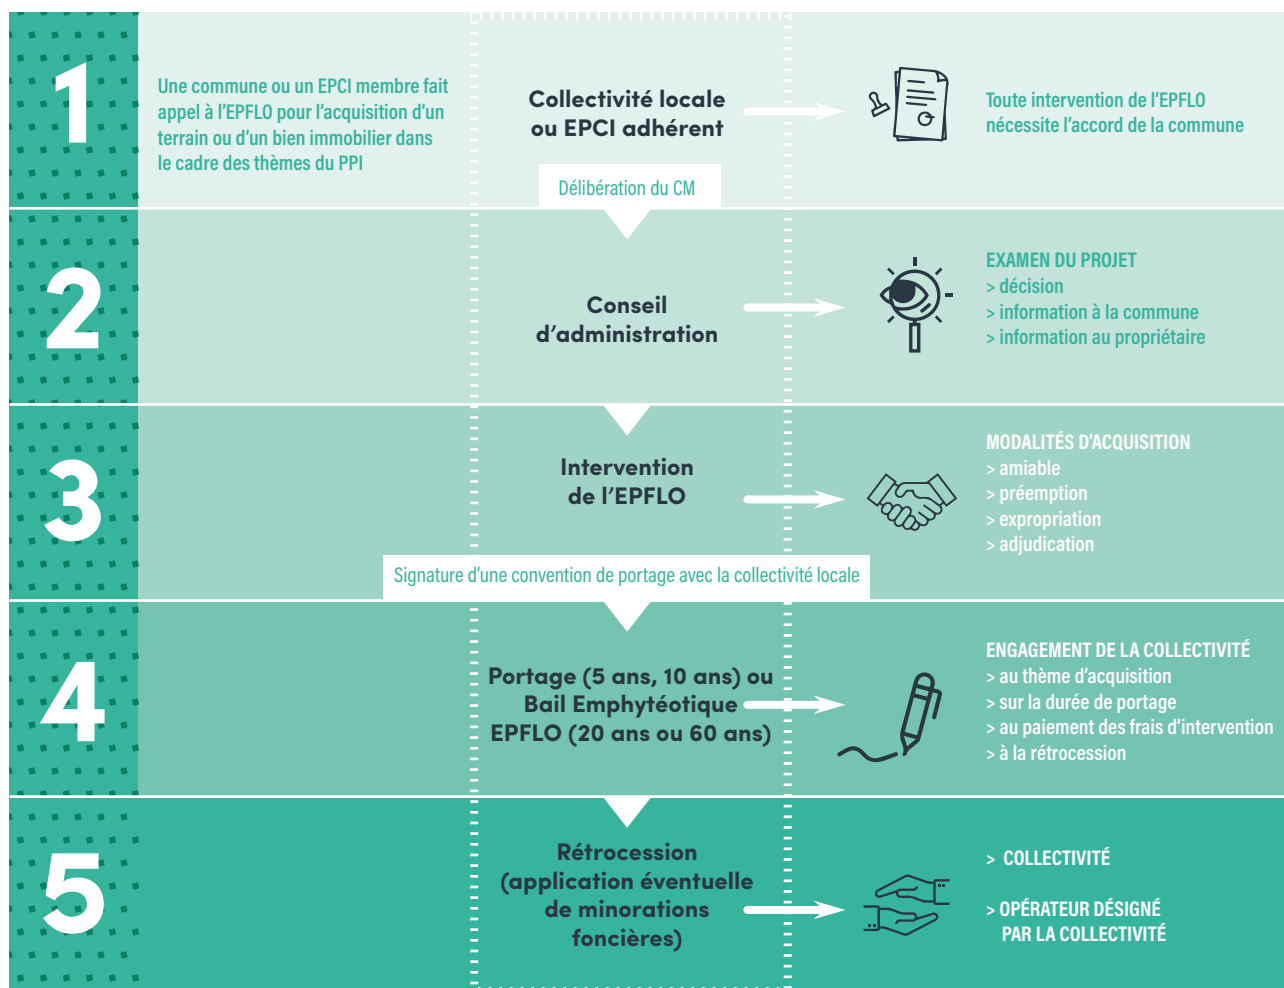 1
Une commune ou un EPCI membre fait
appel à l'EPFLO pour l'acquisition d'un
terrain ou d'un bien immobilier dans
le cadre des thèmes du PPI
Collectivité locale
ou EPCI adhérent
Toute intervention de l'EPFLO
nécessite l'accord de la commune
Délibération du CM
2
Conseil
d'administration
EXAMEN DU PROJET
> décision
> information à la commune
> information au propriétaire
3
Intervention
de l'EPFLO
MODALITÉS D'ACQUISITION
> amiable
> préemption
> expropriation
> adjudication
Signature d'une convention de portage avec la collectivité locale
4
Portage (5 ans, 10 ans) ou
Bail Emphytéotique
EPFLO (20 ans ou 60 ans)
ENGAGEMENT DE LA COLLECTIVITÉ
> au thème d'acquisition
> sur la durée de portage
> au paiement des frais d'intervention
> à la rétrocession
5
Rétrocession
(application éventuelle
de minorations
foncières)
> COLLECTIVITÉ
> OPÉRATEUR DÉSIGNÉ
PAR LA COLLECTIVITÉ